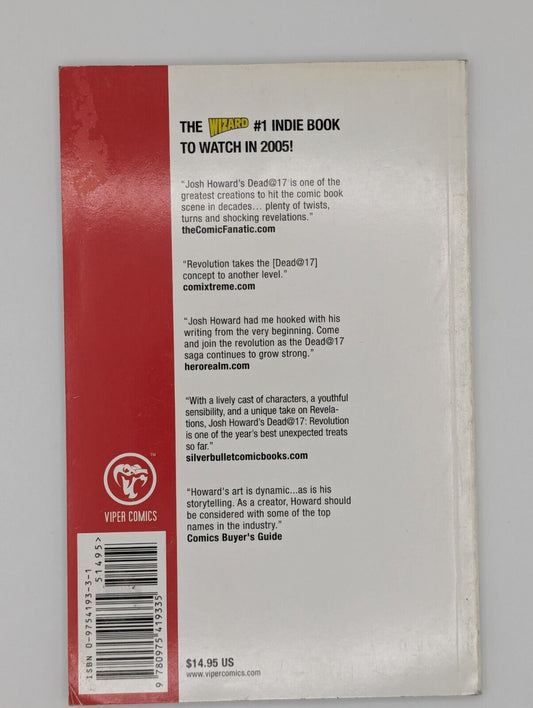 THE WIZARD #1 INDIE BOOK
TO WATCH IN 2005!
“Josh Howard’s Dead@17 is one of the
greatest creations to hit the comic book
scene in decades… plenty of twists,
turns and shocking revelations.”
theComicFanatic.com
“Revolution takes the [Dead@17]
concept to another level.”
comixtreme.com
“Josh Howard had me hooked with his
writing from the very beginning. Come
and join the revolution as the Dead@17
saga continues to grow strong.”
herorealm.com
“With a lively cast of characters, a youthful
sensibility, and a unique take on Revela-
tions, Josh Howard’s Dead@17: Revolution
is one of the year’s best unexpected treats
so far.”
silverbulletcomicbooks.com
“Howard’s art is dynamic...as is his
storytelling. As a creator, Howard should
be considered with some of the top
names in the industry.”
Comics Buyer's Guide
TM
VIPER COMICS
ISBN 0-9754193-3-1
51495>
9 780975 419335
$14.95 US
www.vipercomics.com